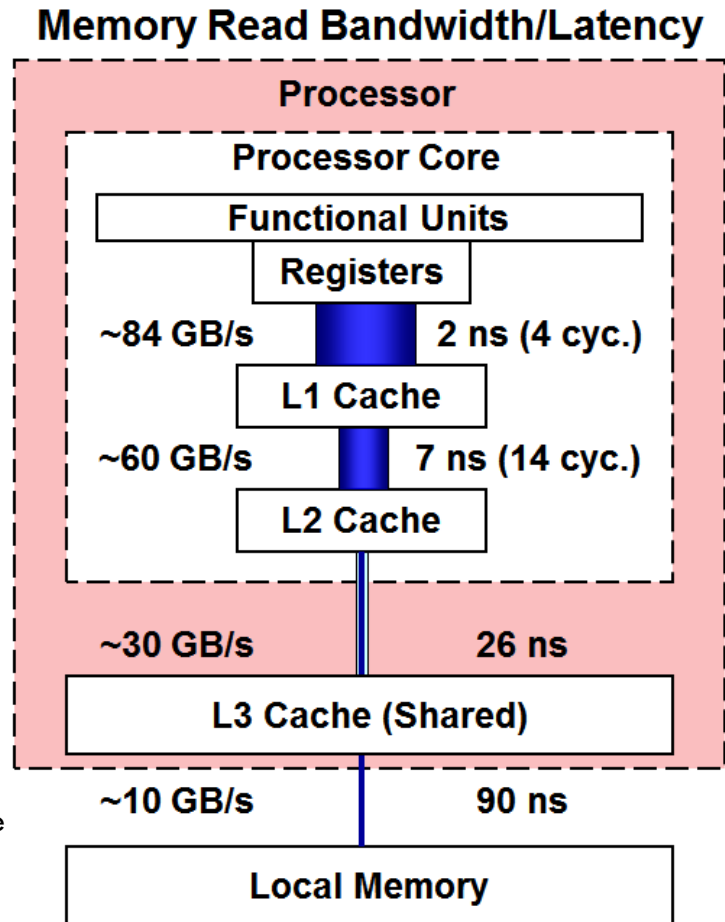 Memory Read Bandwidth/Latency
Processor
Processor Core
Functional Units
Registers
~84 GB/s 2 ns (4 cyc.)
L1 Cache
~60 GB/s 7 ns (14 cyc.)
L2 Cache
~30 GB/s 26 ns
L3 Cache (Shared)
~10 GB/s 90 ns
e
Local Memory